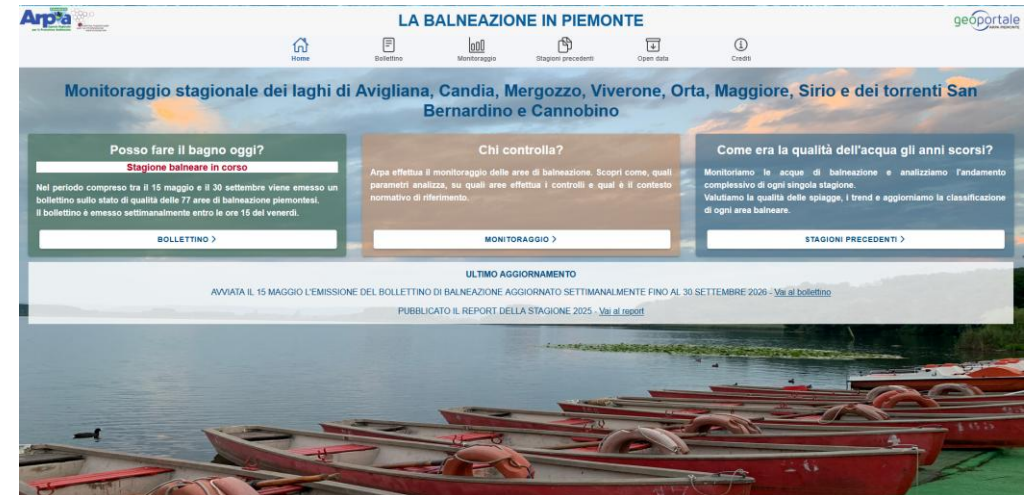 Arpa
LA BALNEAZIONE IN PIEMONTE
geoportale
Home
Bollettino
Monitoraggio
Stagioni precedenti
Open data
Crediti
Monitoraggio stagionale dei laghi di Avigliana, Candia, Mergozzo, Viverone, Orta, Maggiore, Sirio e dei torrenti San
Bernardino e Cannobino
Posso fare il bagno oggi?
Stagione balneare in corso
Nel periodo compreso tra il 15 maggio e il 30 settembre viene emesso un
bollettino sullo stato di qualità delle 77 aree di balneazione piemontesi.
Il bollettino è emesso settimanalmente entro le ore 15 del venerdì.
BOLLETTINO >
Chi controlla?
Arpa effettua il monitoraggio delle aree di balneazione. Scopri come, quali
parametri analizza, su quali aree effettua i controlli e qual è il contesto
normativo di riferimento.
MONITORAGGIO >
Come era la qualità dell'acqua gli anni scorsi?
Monitoriamo le acque di balneazione e analizziamo l'andamento
complessivo di ogni singola stagione.
Valutiamo la qualità delle spiagge, i trend e aggiorniamo la classificazione
di ogni area balneare.
STAGIONI PRECEDENTI >
ULTIMO AGGIORNAMENTO
AVVIATA IL 15 MAGGIO L'EMISSIONE DEL BOLLETTINO DI BALNEAZIONE AGGIORNATO SETTIMANALMENTE FINO AL 30 SETTEMBRE 2026 - Vai al bollettino
PUBBLICATO IL REPORT DELLA STAGIONE 2025 - Vai al report